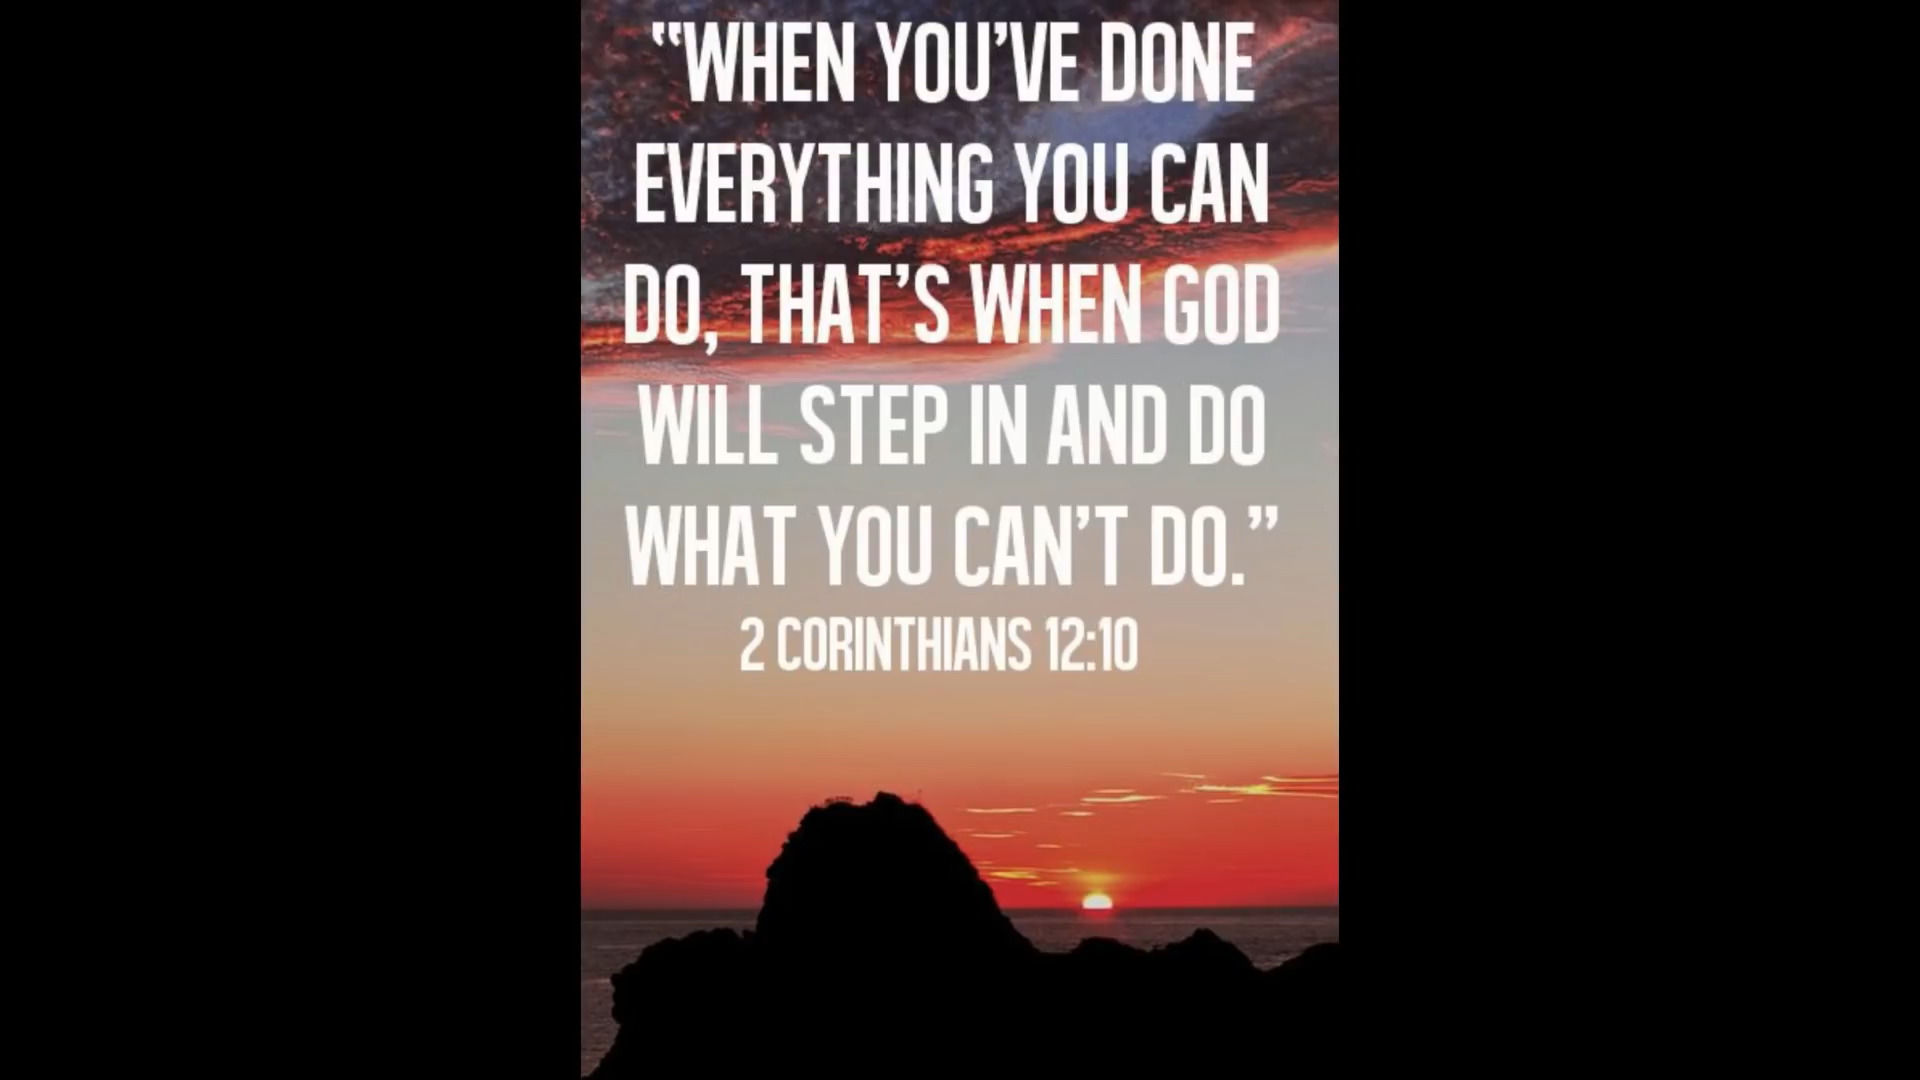 “WHEN YOU’VE DONE
EVERYTHING YOU CAN
DO, THAT’S WHEN GOD
WILL STEP IN AND DO
WHAT YOU CAN’T DO.”
2 CORINTHIANS 12:10